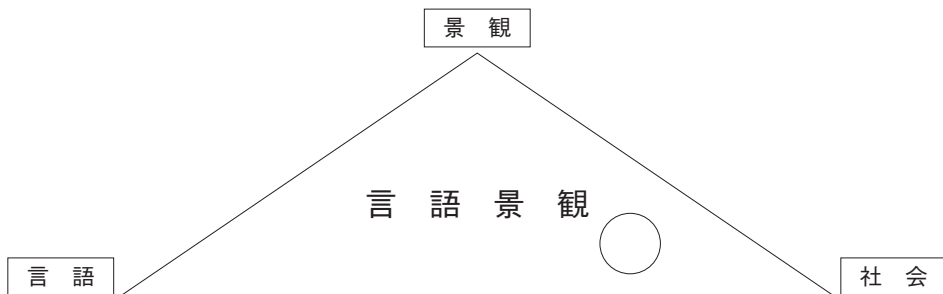 景 観
言 語 景 観
言 語
社 会